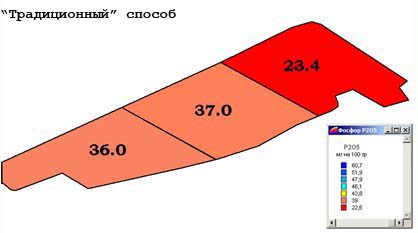 “Традиционный” способ
23.4
37.0
36.0
Фосфор P2O5
P2O5
мг на 100 гр
60,7
51,9
47,9
46,1
43,8
39
22,6